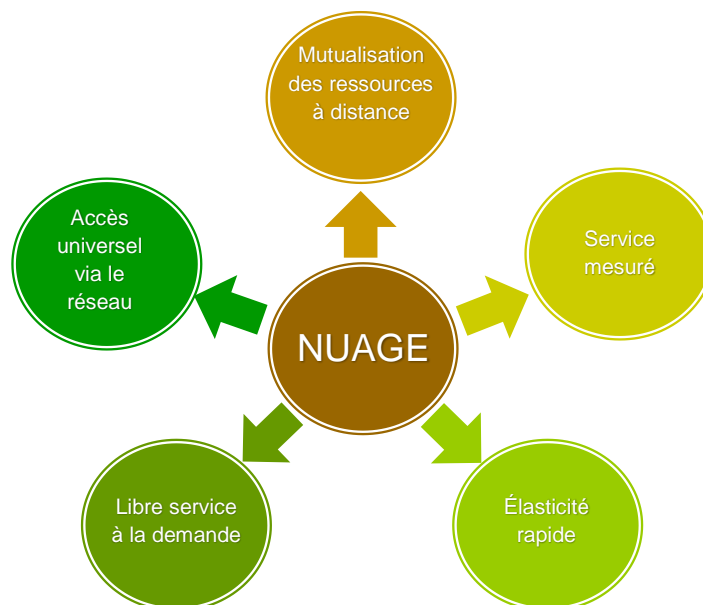 Mutualisation
des ressources
à distance
Accès
universel
via le
réseau
Service
mesuré
NUAGE
Libre service
à la demande
Élasticité
rapide